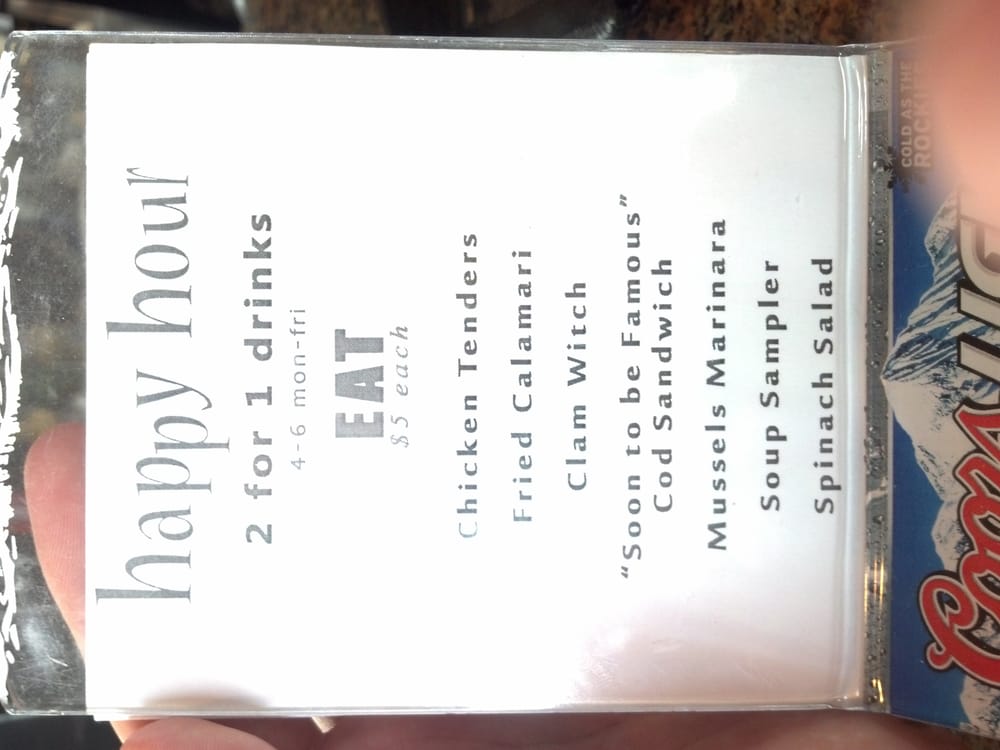 happy hour
2 for 1 drinks
4-6 mon-fri
EAT
$5 each
Chicken Tenders
Fried Calamari
Clam Witch
“Soon to be Famous”
Cod Sandwich
Mussels Marinara
Soup Sampler
Spinach Salad
COLD AS THE
Coors